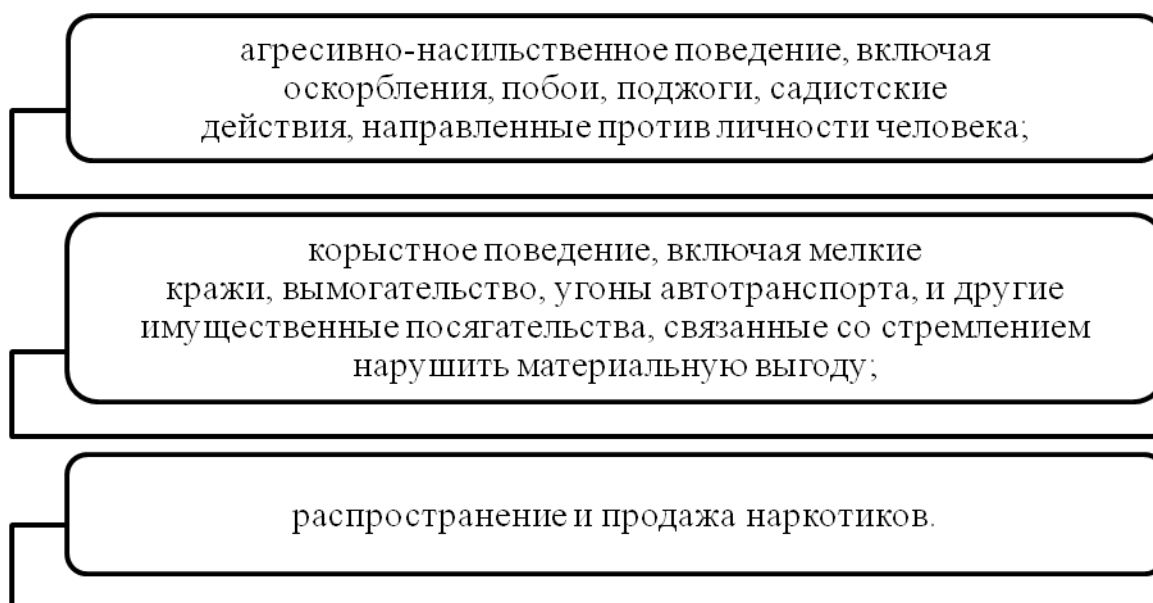 агресивно-насильственное поведение, включая
оскорбления, побои, поджоги, садистские
действия, направленные против личности человека;
корыстное поведение, включая мелкие
кражи, вымогательство, угоны автотранспорта, и другие
имущественные посягательства, связанные со стремлением
нарушить материальную выгоду;
распространение и продажа наркотиков.